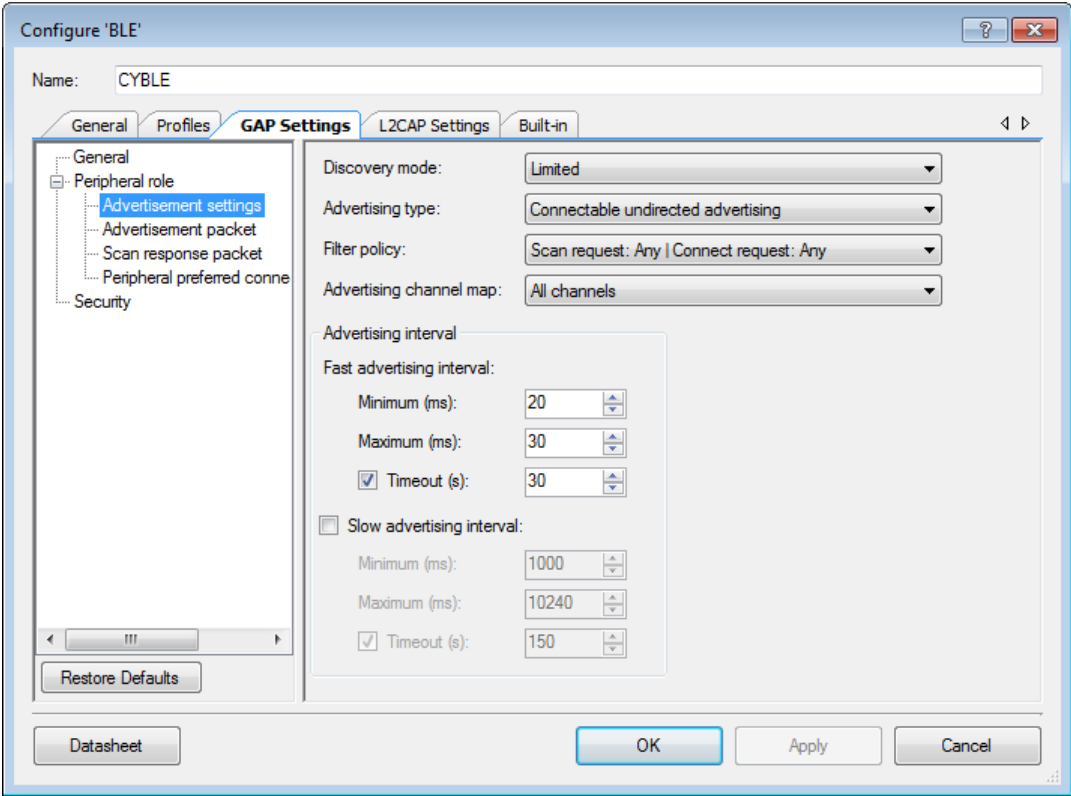 Configure 'BLE'
Name: CYBLE
General Profiles GAP Settings L2CAP Settings Built-in
General
Peripheral role
Advertisement settings
Advertisement packet
Scan response packet
Peripheral preferred conne
Security
Restore Defaults
Discovery mode: Limited
Advertising type: Connectable undirected advertising
Filter policy: Scan request: Any | Connect request: Any
Advertising channel map: All channels
Advertising interval
Fast advertising interval:
Minimum (ms): 20
Maximum (ms): 30
Timeout (s): 30
Slow advertising interval:
Minimum (ms): 1000
Maximum (ms): 10240
Timeout (s): 150
Datasheet OK Apply Cancel